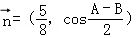 n⃗=(5/8, cos (A-B)/2)